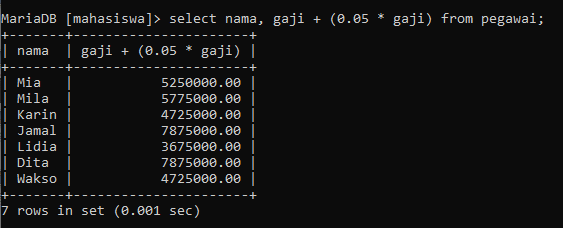 MariaDB [mahasiswa]> select nama, gaji + (0.05 * gaji) from pegawai;
+-------+----------------------+
| nama  | gaji + (0.05 * gaji) |
+-------+----------------------+
| Mia   |           5250000.00 |
| Mila  |           5775000.00 |
| Karin |           4725000.00 |
| Jamal |           7875000.00 |
| Lidia |           3675000.00 |
| Dita  |           7875000.00 |
| Wakso |           4725000.00 |
+-------+----------------------+
7 rows in set (0.001 sec)